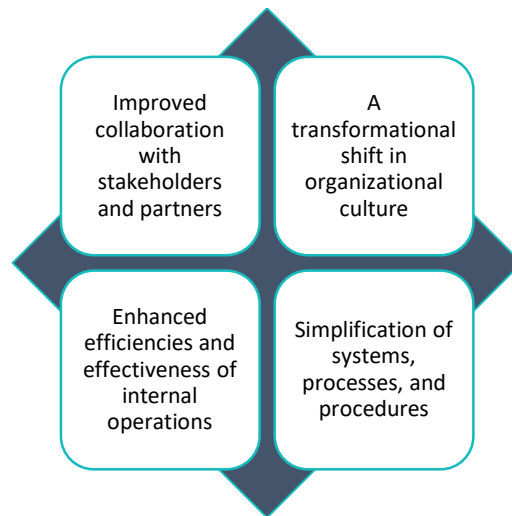 Improved
collaboration
with
stakeholders
and partners
A
transformational
shift in
organizational
culture
Enhanced
efficiencies and
effectiveness of
internal
operations
Simplification of
systems,
processes, and
procedures